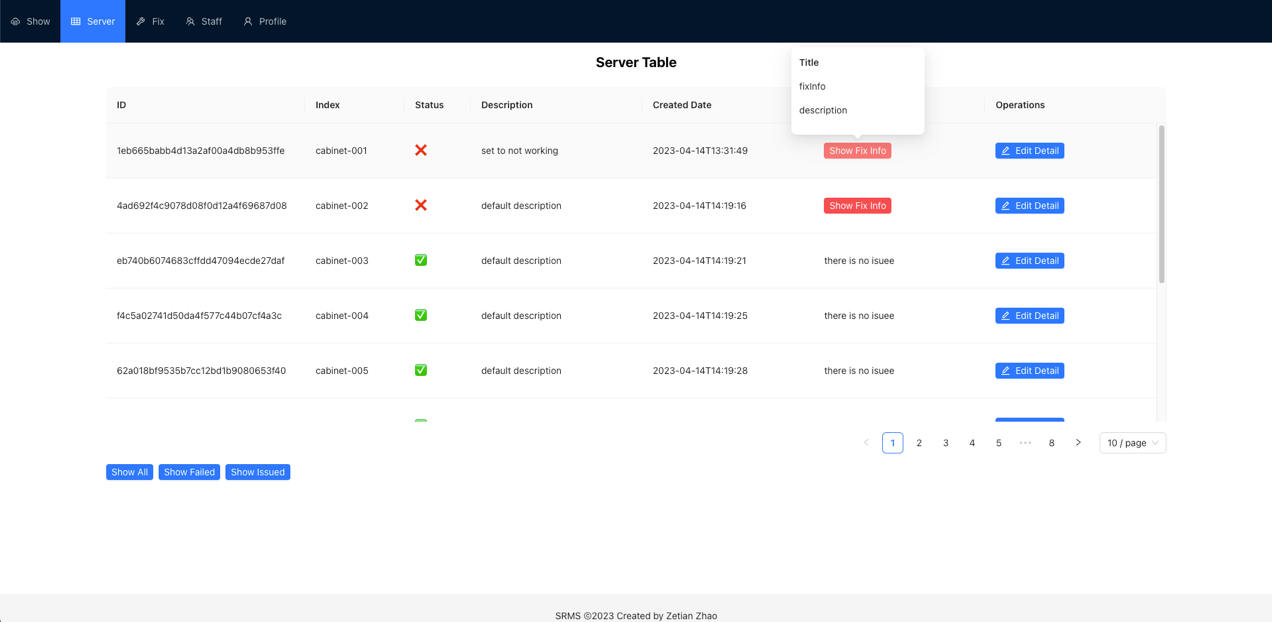 Show Server Fix Staff Profile
Server Table
Title
fixInfo
description
ID Index Status Description Created Date Operations
1eb665babb4d13a2af00a4db8b953ffe cabinet-001 ❌ set to not working 2023-04-14T13:31:49 Show Fix Info Edit Detail
4ad692f4c9078d08f0d12a4f69687d08 cabinet-002 ❌ default description 2023-04-14T14:19:16 Show Fix Info Edit Detail
eb740b6074683cffdd47094ecde27daf cabinet-003 ✅ default description 2023-04-14T14:19:21 there is no isuee Edit Detail
f4c5a02741d50da4f577c44b07cf4a3c cabinet-004 ✅ default description 2023-04-14T14:19:25 there is no isuee Edit Detail
62a018bf9535b7cc12bd1b9080653f40 cabinet-005 ✅ default description 2023-04-14T14:19:28 there is no isuee Edit Detail
< 1 2 3 4 5 ••• 8 > 10 / page
Show All Show Failed Show Issued
SRMS ©2023 Created by Zetian Zhao